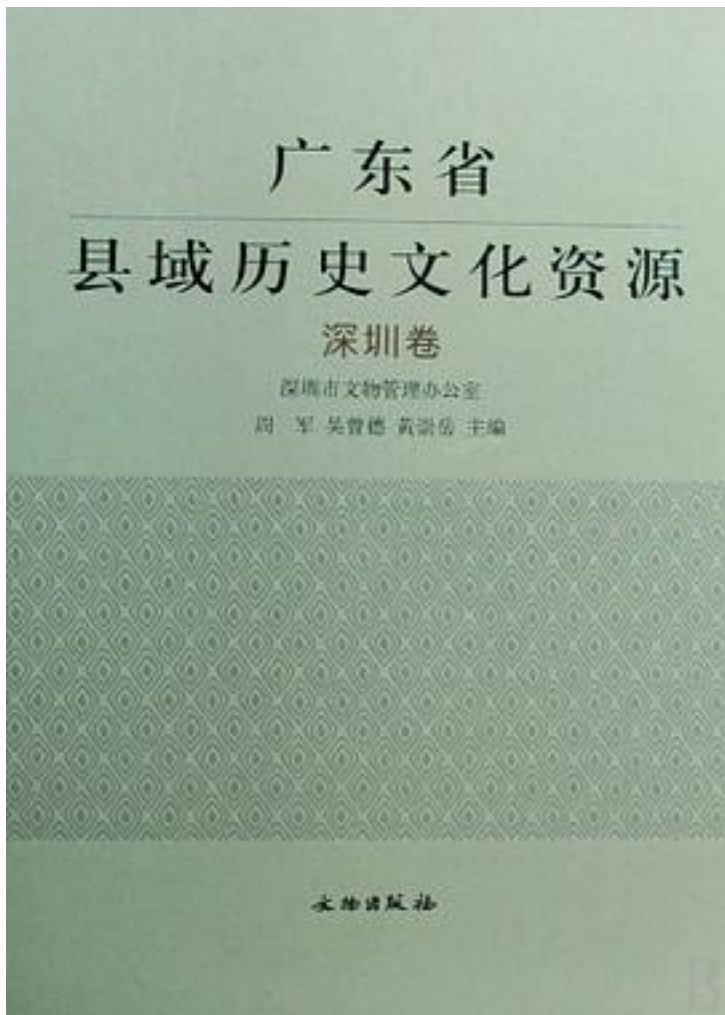 广东省
县域历史文化资源
深圳卷
深圳市文物管理办公室
周 军 吴曾德 黄崇岳 主编
文物出版社
B